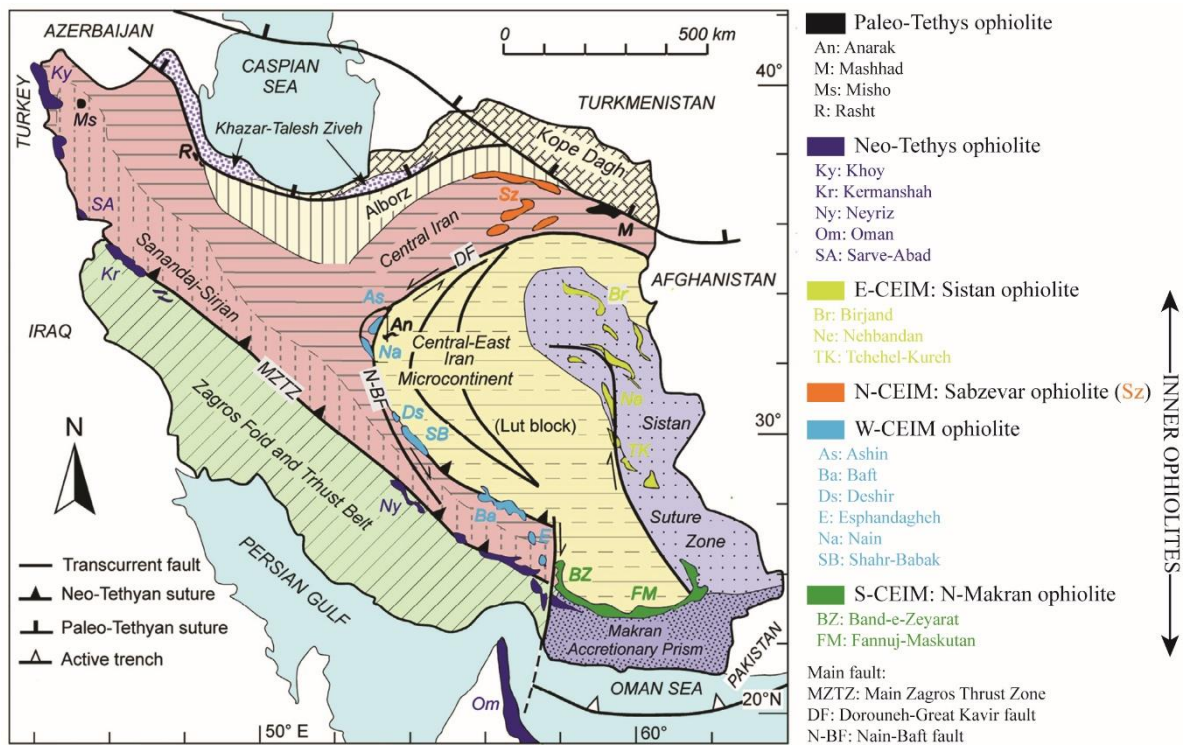 AZERBAIJAN
CASPIAN
SEA
0
500 km
40°
TURKMENISTAN
TURKEY
Ky
Ms
Khazar-Talesh Ziveh
Kope Dagh
R
Alborz
Sz
M
SA
Central Iran
DF
AFGHANISTAN
Sanandaj-Sirjan
Kr
As
An
Br
IRAQ
Na
Central-East
Iran
Microcontinent
MZTZ
N-BF
Ds
SB
(Lut block)
Ne
Sistan
30°
TK
N
Zagros Fold and Trhust Belt
Ny
Ba
E
Suture
Zone
PERSIAN GULF
BZ
FM
Makran
Accretionary Prism
PAKISTAN
OMAN SEA
20°N
Om
50° E
60°
Transcurrent fault
Neo-Tethyan suture
Paleo-Tethyan suture
Active trench
Paleo-Tethys ophiolite
An: Anarak
M: Mashhad
Ms: Misho
R: Rasht
Neo-Tethys ophiolite
Ky: Khoy
Kr: Kermanshah
Ny: Neyriz
Om: Oman
SA: Sarve-Abad
E-CEIM: Sistan ophiolite
Br: Birjand
Ne: Nehbandan
TK: Tchehel-Kureh
N-CEIM: Sabzevar ophiolite (Sz)
W-CEIM ophiolite
As: Ashin
Ba: Baft
Ds: Deshir
E: Esphandagheh
Na: Nain
SB: Shahr-Babak
S-CEIM: N-Makran ophiolite
BZ: Band-e-Zeyarat
FM: Fannuj-Maskutan
INNER OPHIOLITES
Main fault:
MZTZ: Main Zagros Thrust Zone
DF: Dorouneh-Great Kavir fault
N-BF: Nain-Baft fault